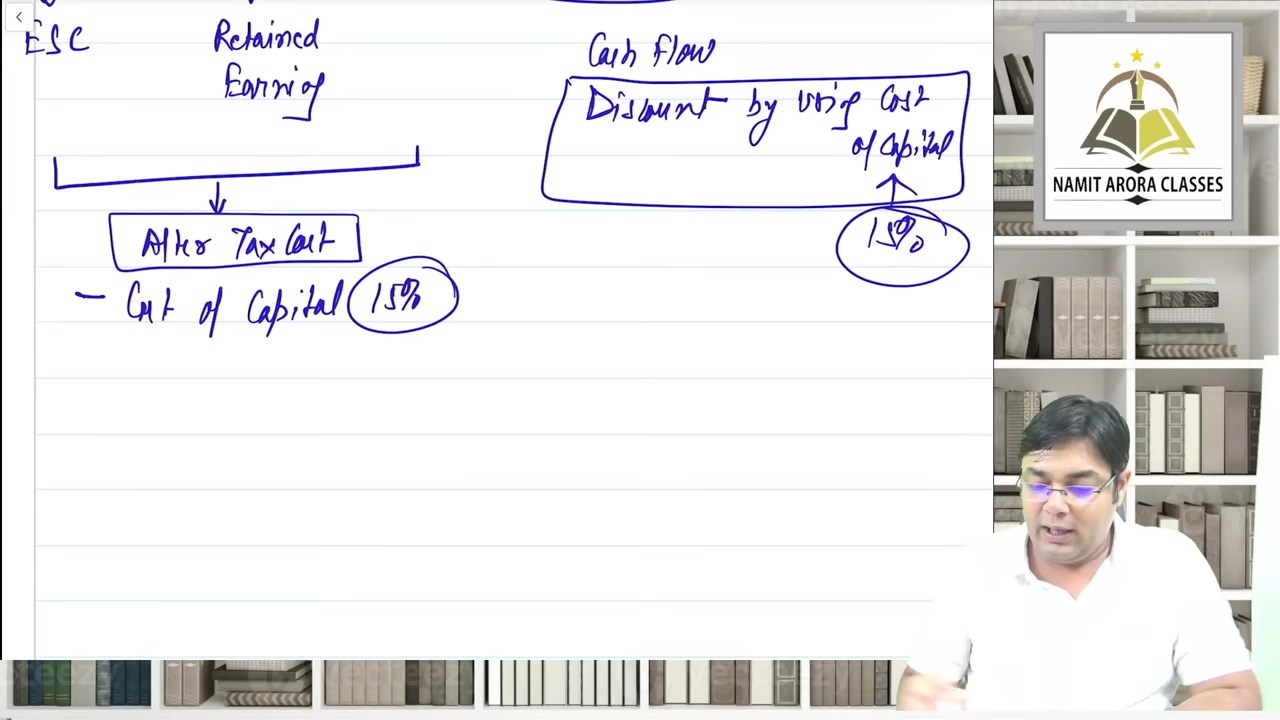 ESC
Retained
Earning
After Tax Cost
- Cost of Capital 15%
Cash Flow
Discount by using Cost
of Capital
15%
NAMIT ARORA CLASSES